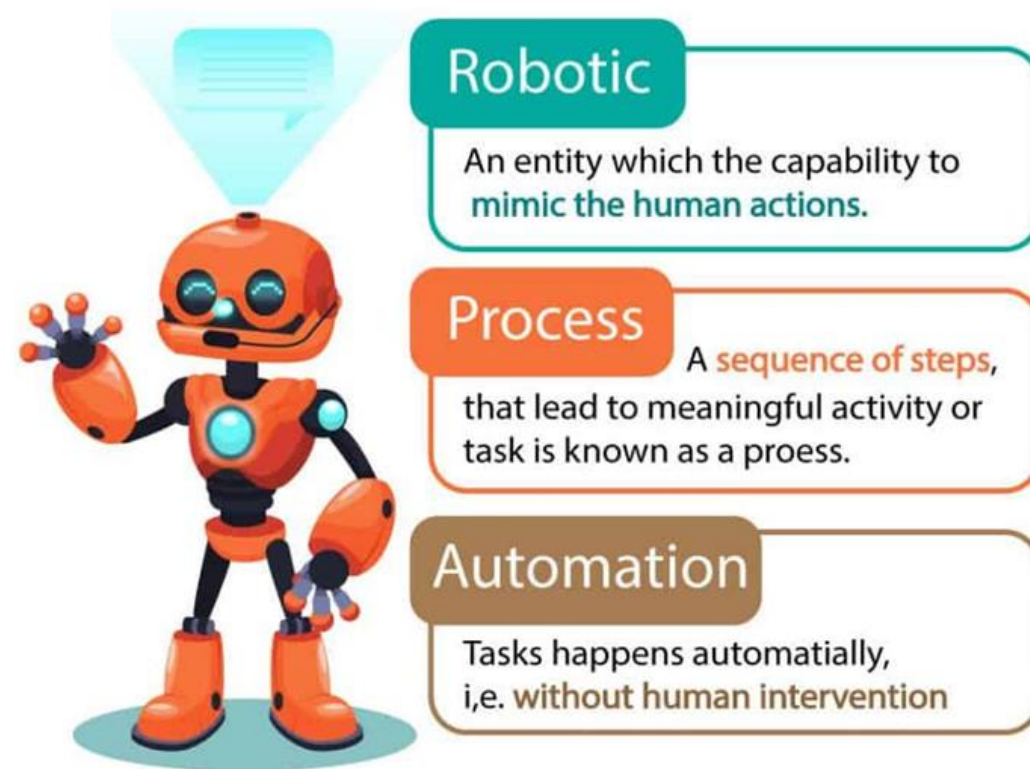 Robotic
An entity which the capability to
mimic the human actions.
Process
A sequence of steps,
that lead to meaningful activity or
task is known as a proess.
Automation
Tasks happens automatially,
i,e. without human intervention